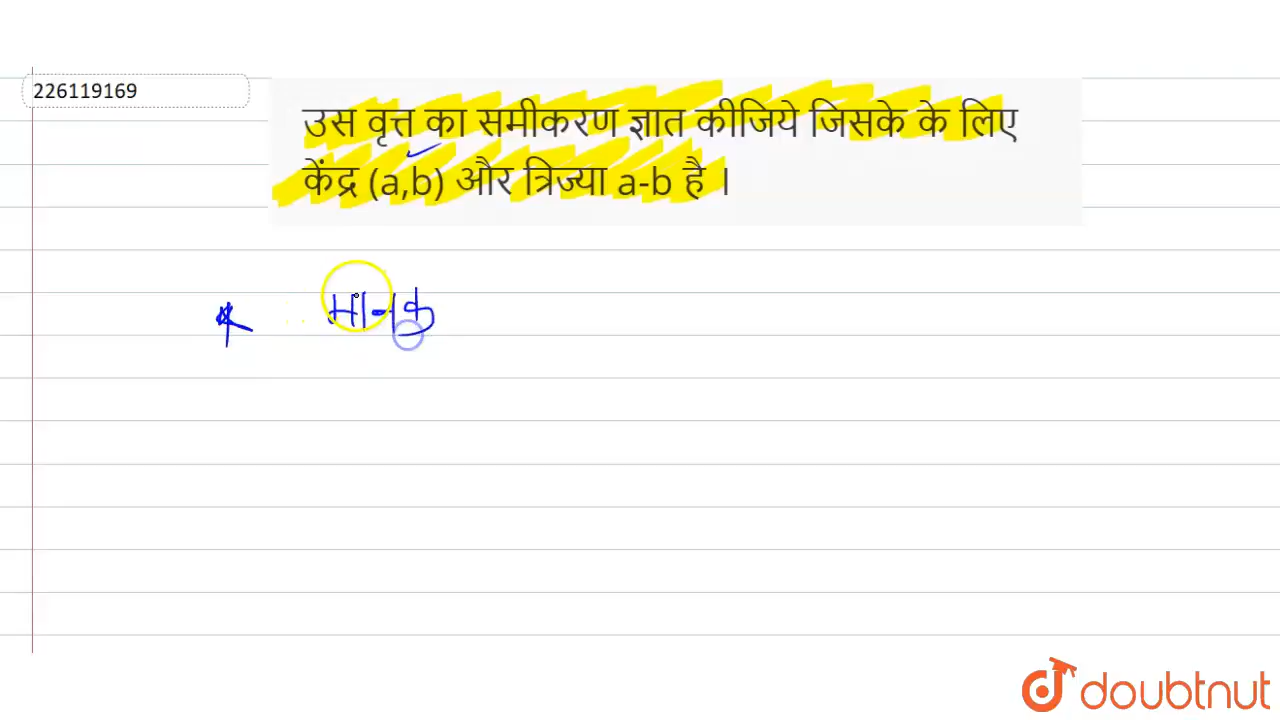 226119169
उस वृत्त का समीकरण ज्ञात कीजिये जिसके के लिए
केंद्र (a,b) और त्रिज्या a-b है ।
doubtnut